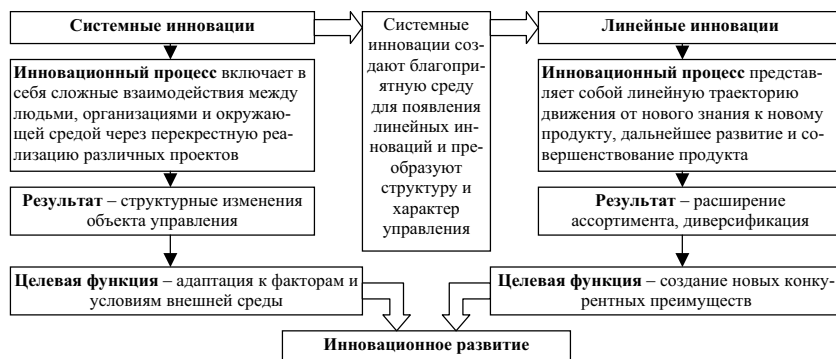 Системные инновации
Инновационный процесс включает в
себя сложные взаимодействия между
людьми, организациями и окружаю-
щей средой через перекрестную реа-
лизацию различных проектов
Результат – структурные изменения
объекта управления
Целевая функция – адаптация к факторам и
условиям внешней среды
Системные
инновации соз-
дают благопри-
ятную среду
для появления
линейных ин-
новаций и пре-
образуют
структуру и
характер
управления
Линейные инновации
Инновационный процесс представ-
ляет собой линейную траекторию
движения от нового знания к новому
продукту, дальнейшее развитие и со-
вершенствование продукта
Результат – расширение
ассортимента, диверсификация
Целевая функция – создание новых конку-
рентных преимуществ
Инновационное развитие